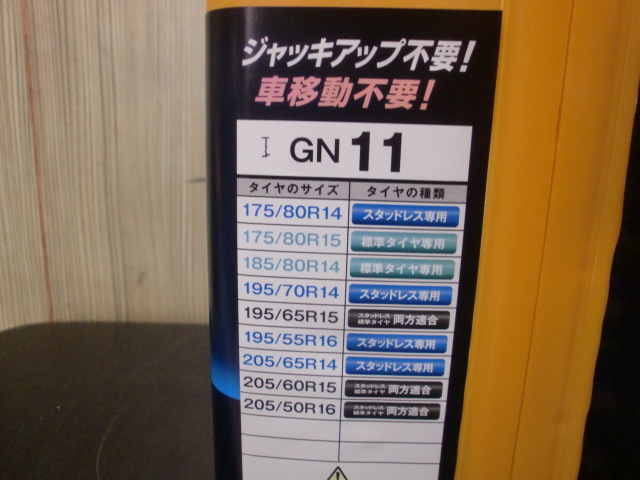 ジャッキアップ不要!
車移動不要!
GN 11
タイヤのサイズ タイヤの種類
175/80R14 スタッドレス専用
175/80R15 標準タイヤ専用
185/80R14 標準タイヤ専用
195/70R14 スタッドレス専用
195/65R15 スタッドレス 標準タイヤ 両方適合
195/55R16 スタッドレス専用
205/65R14 スタッドレス専用
205/60R15 スタッドレス 標準タイヤ 両方適合
205/50R16 スタッドレス 標準タイヤ 両方適合